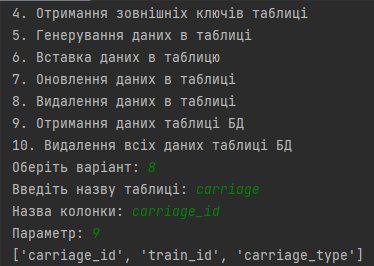 4. Отримання зовнішніх ключів таблиці
5. Генерування даних в таблиці
6. Вставка даних в таблицю
7. Оновлення даних в таблиці
8. Видалення даних в таблиці
9. Отримання даних таблиці БД
10. Видалення всіх даних таблиці БД
Оберіть варіант: 8
Введіть назву таблиці: carriage
Назва колонки: carriage_id
Параметр: 9
['carriage_id', 'train_id', 'carriage_type']